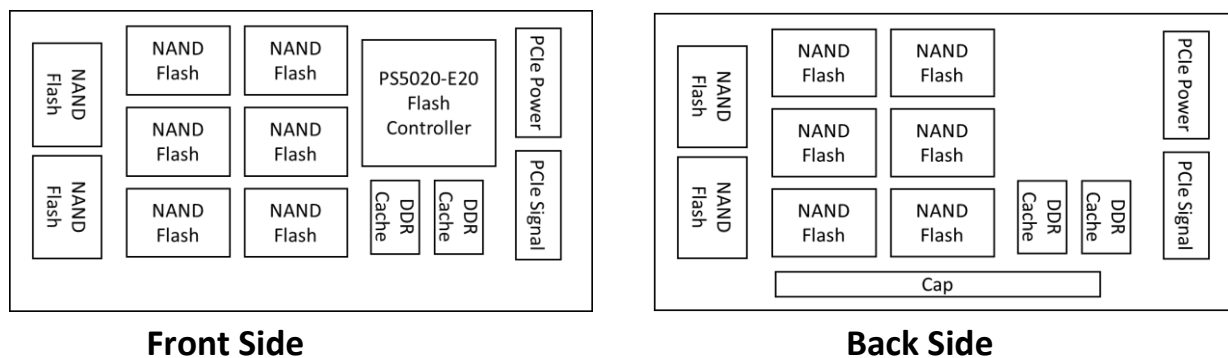 NAND
Flash
NAND
Flash
NAND
Flash
NAND
Flash
NAND
Flash
NAND
Flash
NAND
Flash
NAND
Flash
PS5020-E20
Flash
Controller
DDR
Cache
DDR
Cache
PCIe Power
PCIe Signal
Front Side
NAND
Flash
NAND
Flash
NAND
Flash
NAND
Flash
NAND
Flash
NAND
Flash
NAND
Flash
NAND
Flash
DDR
Cache
DDR
Cache
PCIe Power
PCIe Signal
Cap
Back Side